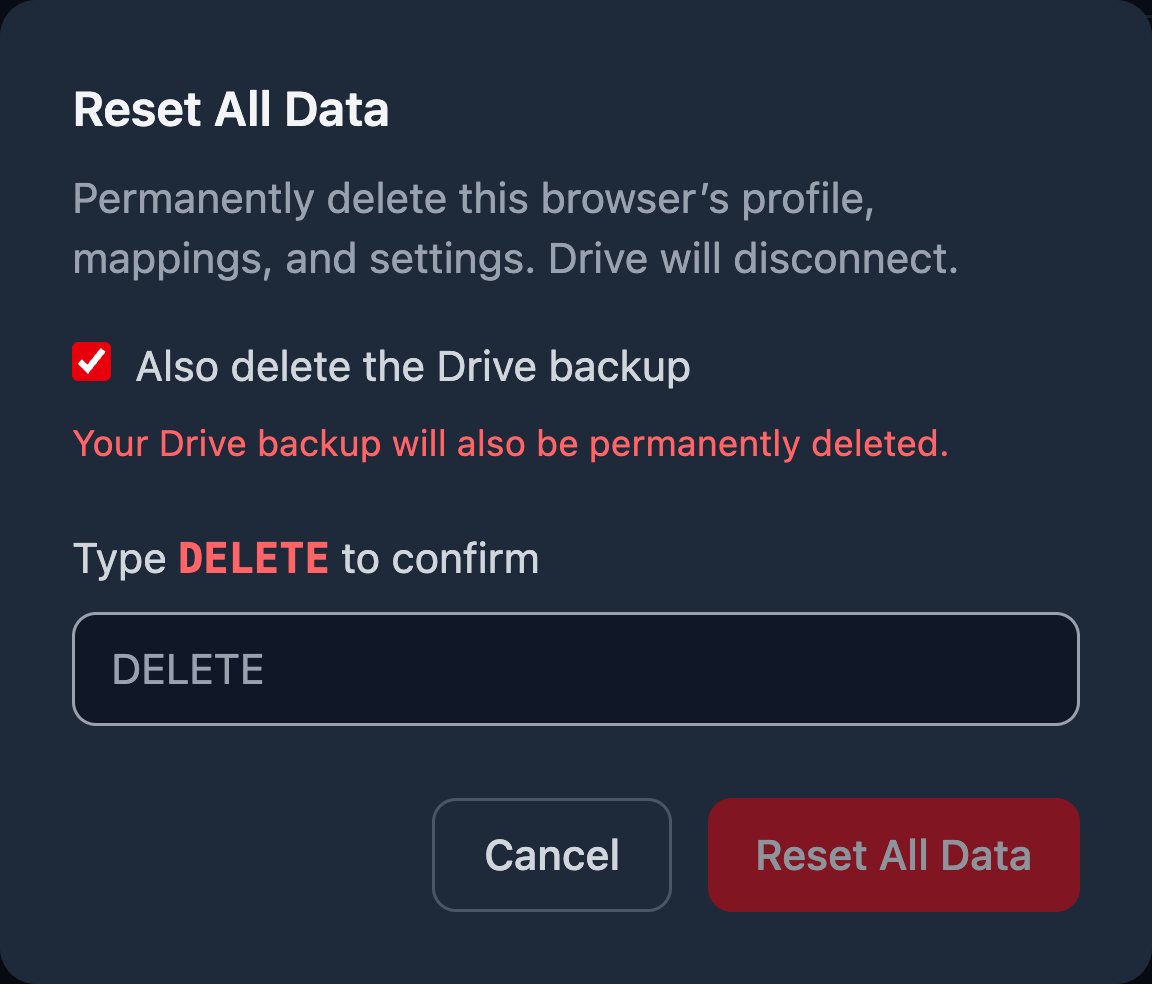 Reset All Data
Permanently delete this browser’s profile,
mappings, and settings. Drive will disconnect.
Also delete the Drive backup
Your Drive backup will also be permanently deleted.
Type DELETE to confirm
DELETE
Cancel
Reset All Data